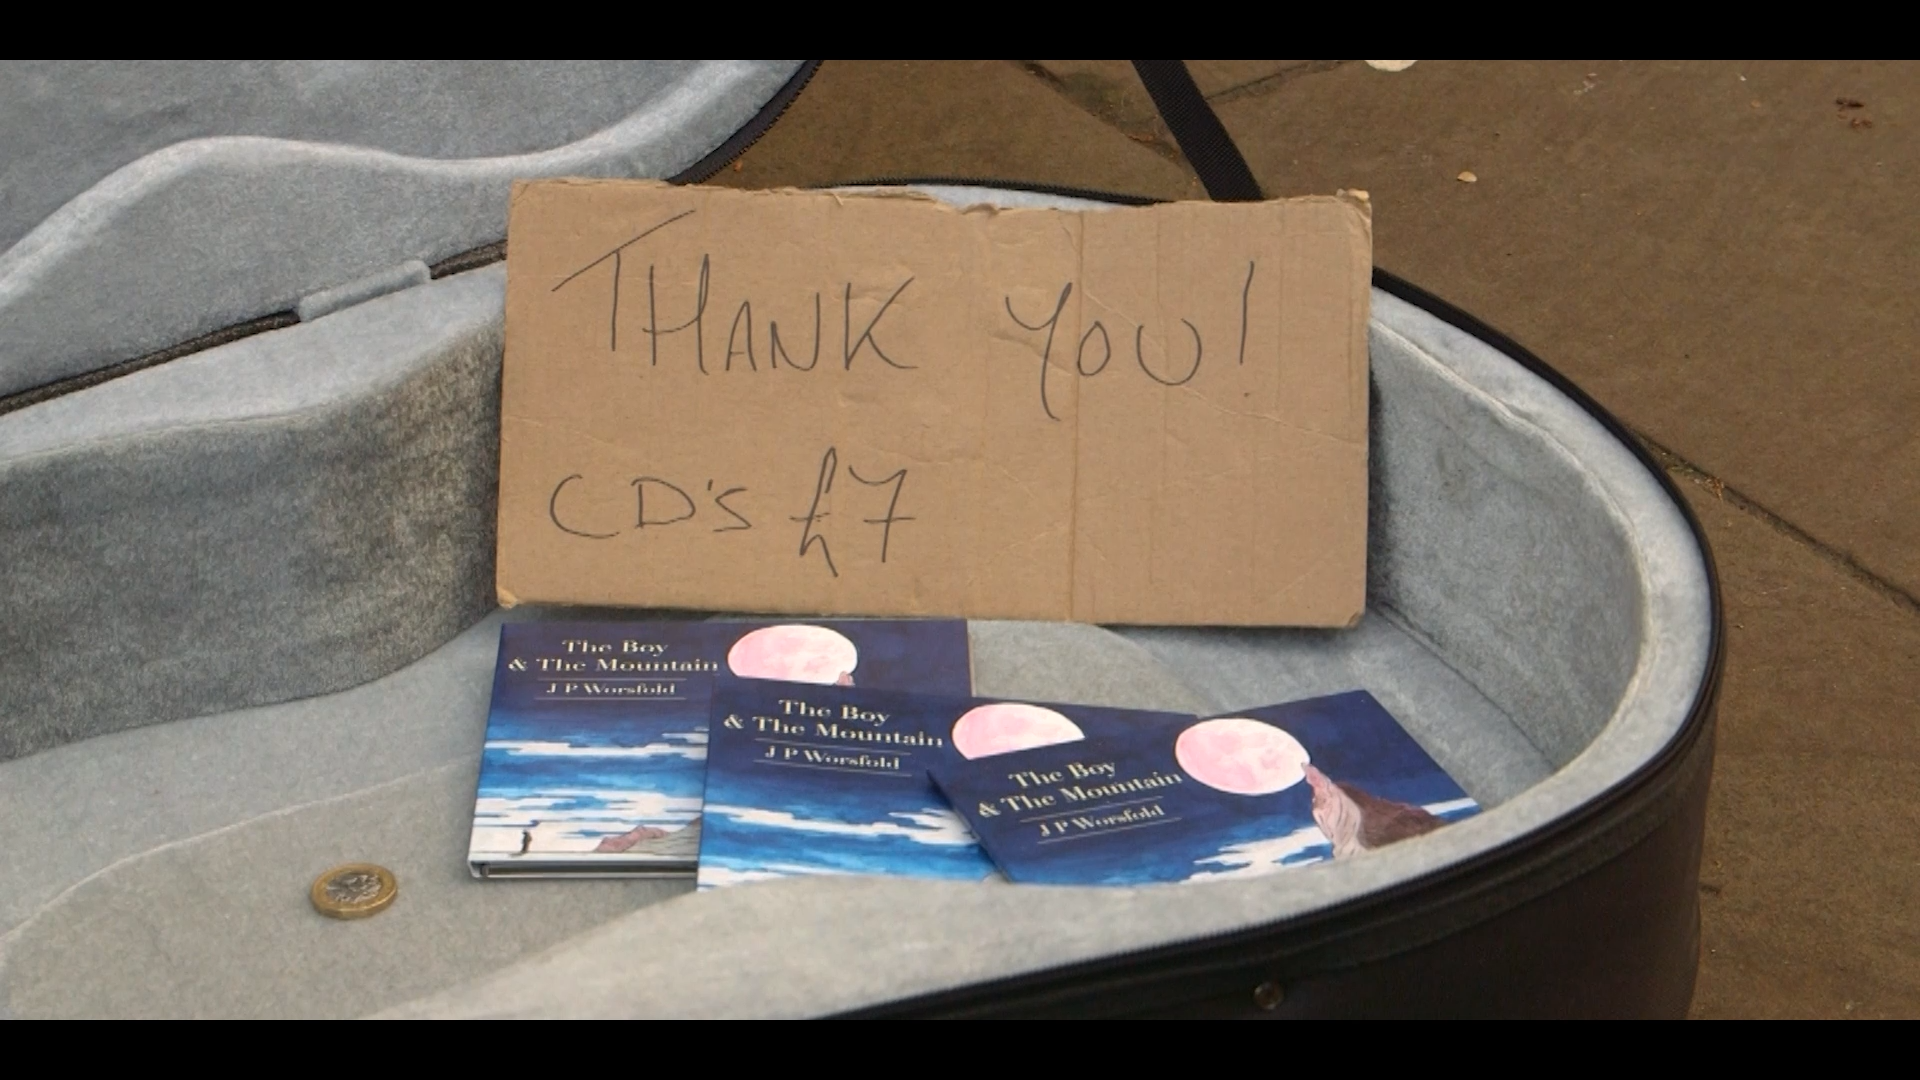 THANK YOU!
CD'S £7
The Boy
& The Mountain
J P Worsfold
The Boy
& The Mountain
J P Worsfold
The Boy
& The Mountain
J P Worsfold